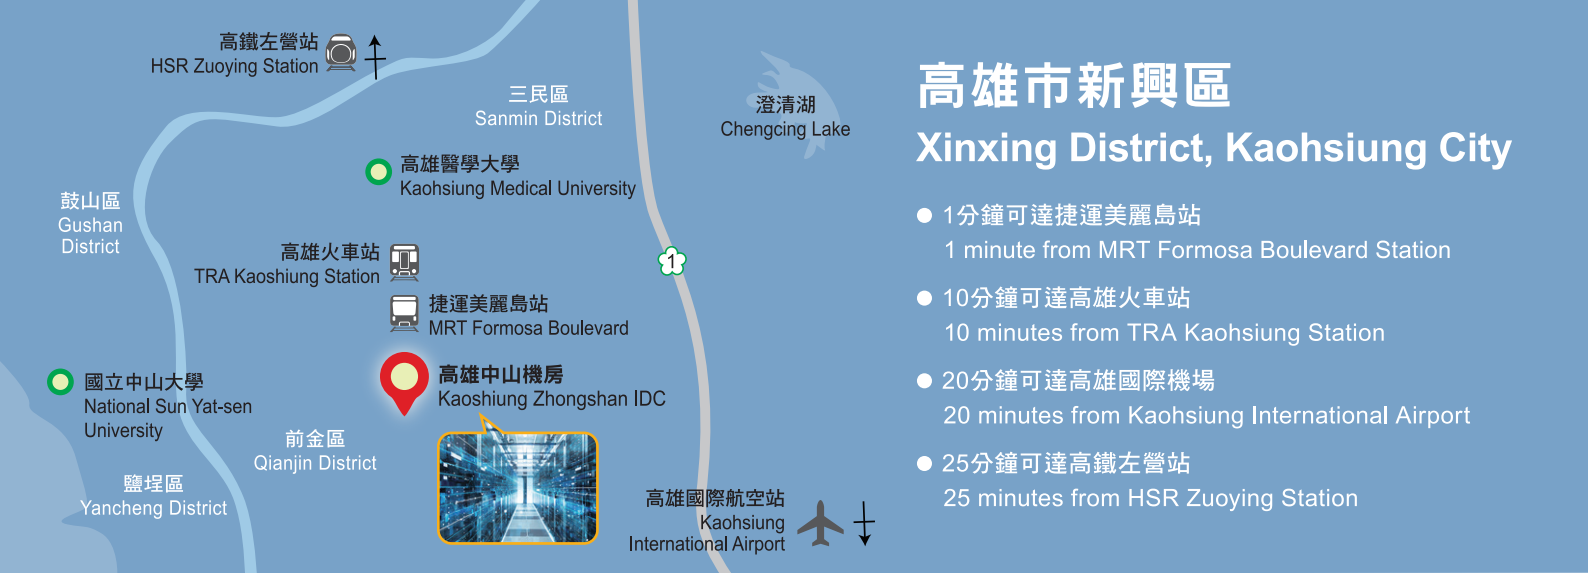 高鐵左營站
HSR Zuoying Station
三民區
Sanmin District
澄清湖
Chengcing Lake
高雄醫學大學
Kaohsiung Medical University
鼓山區
Gushan
District
高雄火車站
TRA Kaoshiung Station
1
捷運美麗島站
MRT Formosa Boulevard
高雄中山機房
Kaoshiung Zhongshan IDC
國立中山大學
National Sun Yat-sen
University
前金區
Qianjin District
鹽埕區
Yancheng District
高雄國際航空站
Kaohsiung
International Airport
高雄市新興區
Xinxing District, Kaohsiung City
● 1分鐘可達捷運美麗島站
1 minute from MRT Formosa Boulevard Station
● 10分鐘可達高雄火車站
10 minutes from TRA Kaohsiung Station
● 20分鐘可達高雄國際機場
20 minutes from Kaohsiung International Airport
● 25分鐘可達高鐵左營站
25 minutes from HSR Zuoying Station